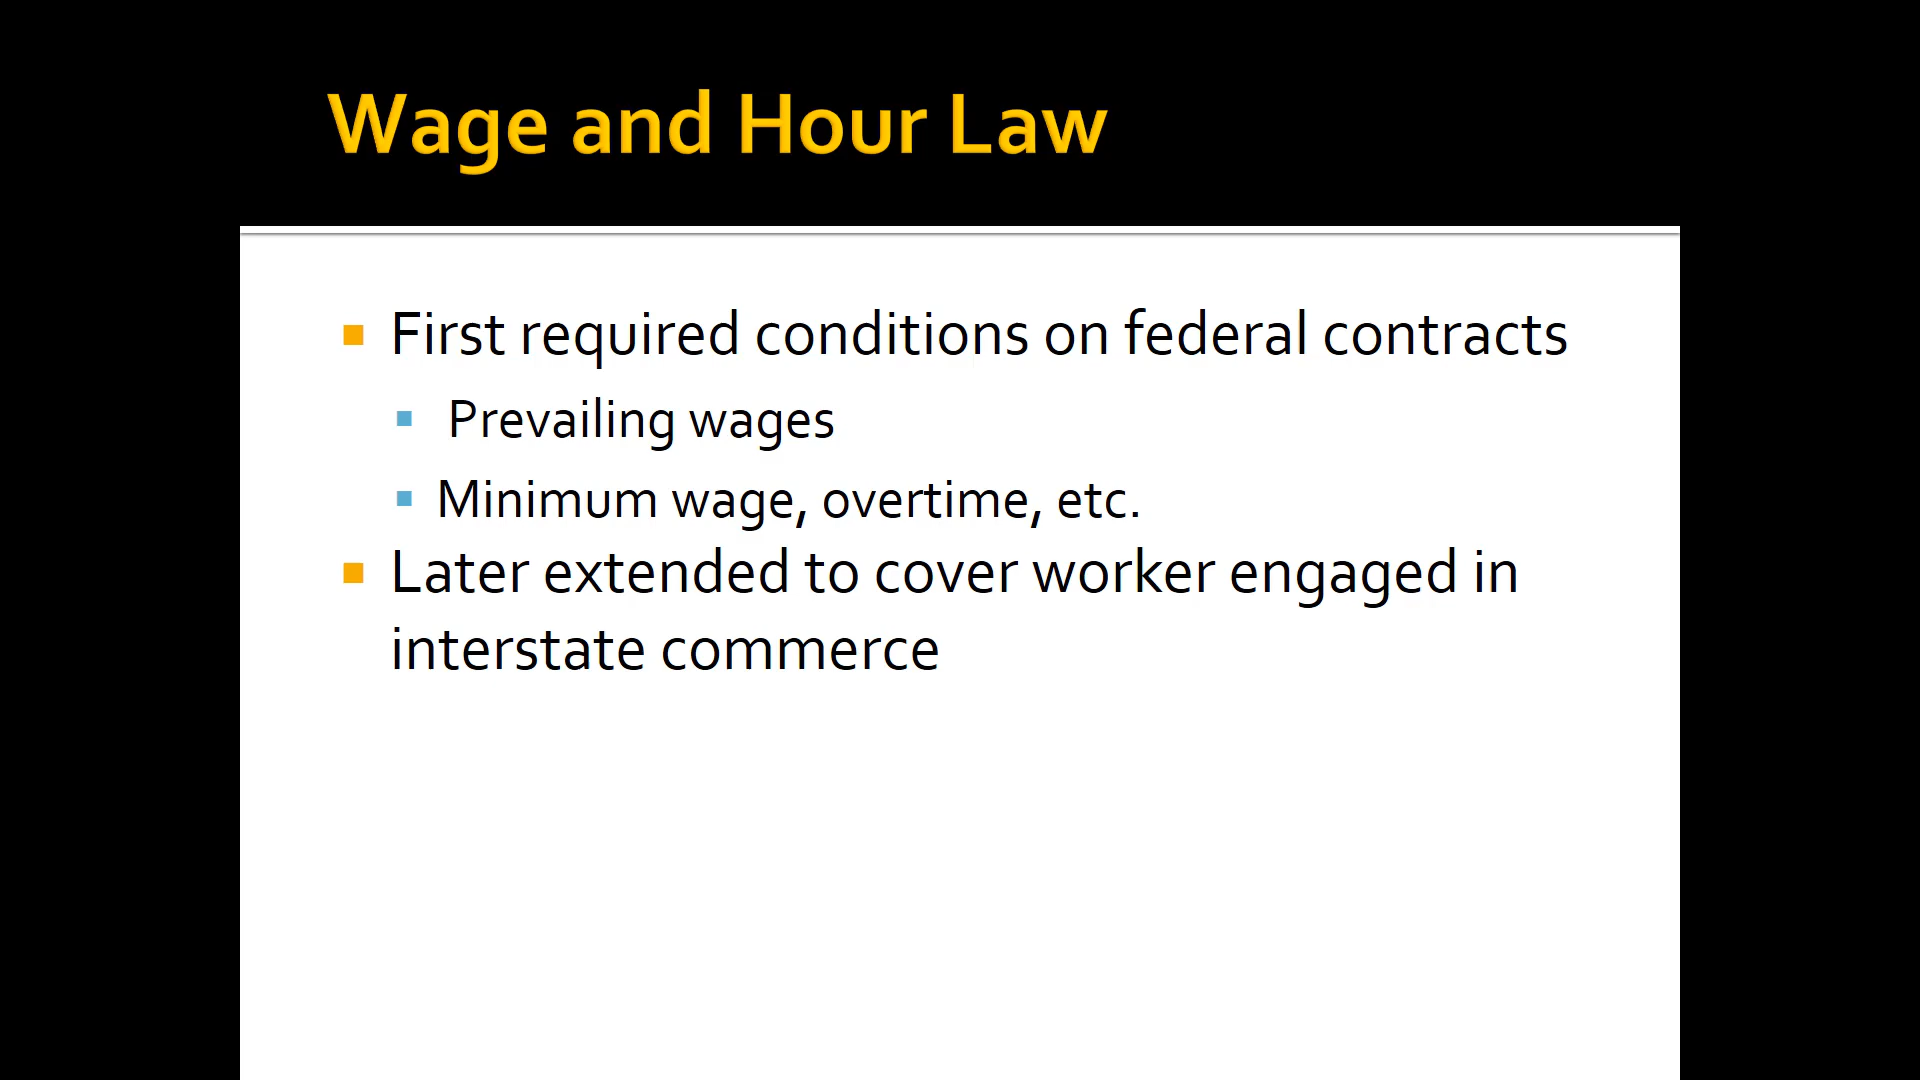 Wage and Hour Law
First required conditions on federal contracts
Prevailing wages
Minimum wage, overtime, etc.
Later extended to cover worker engaged in
interstate commerce